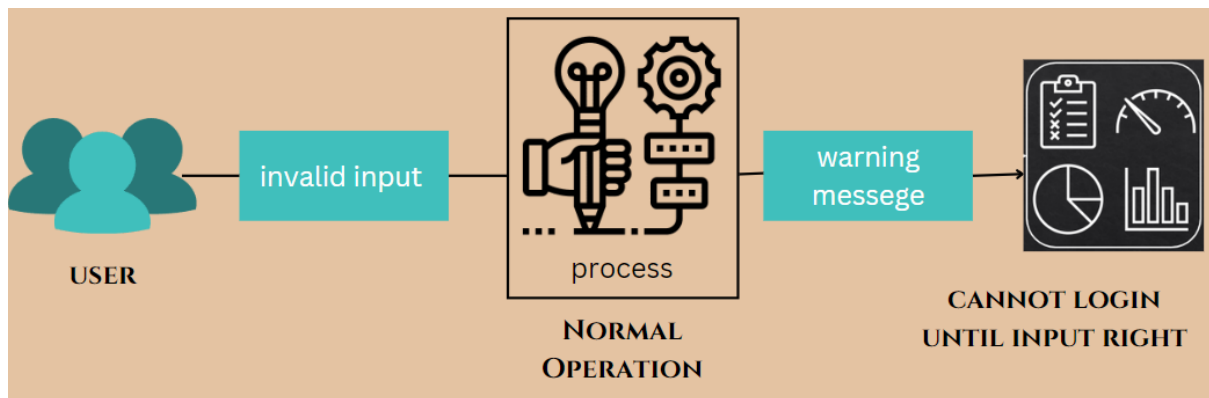 USER
invalid input
process
NORMAL
OPERATION
warning
messege
CANNOT LOGIN
UNTIL INPUT RIGHT